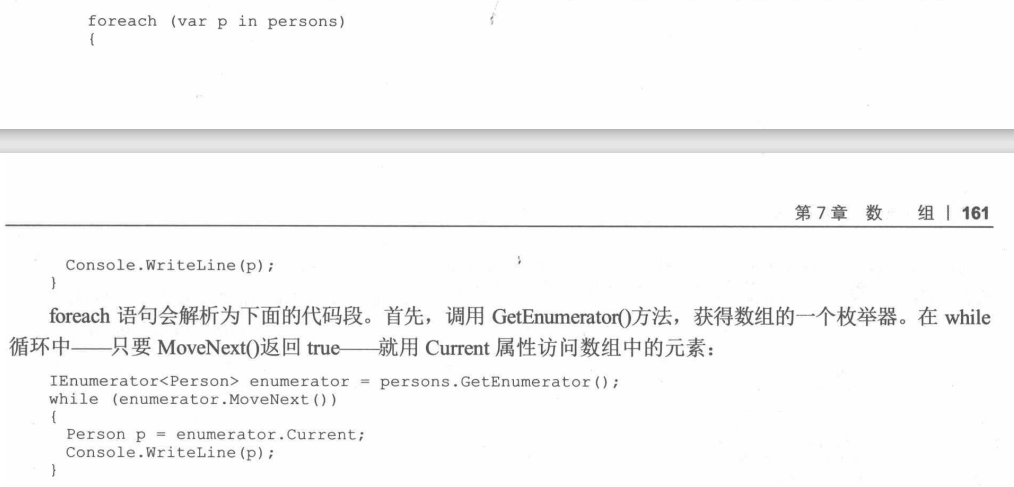 foreach (var p in persons)
{
第 7 章 数 组 | 161
Console.WriteLine(p);
}
foreach 语句会解析为下面的代码段。首先，调用 GetEnumerator()方法，获得数组的一个枚举器。在 while
循环中——只要 MoveNext()返回 true——就用 Current 属性访问数组中的元素：
IEnumerator<Person> enumerator = persons.GetEnumerator();
while (enumerator.MoveNext())
{
Person p = enumerator.Current;
Console.WriteLine(p);
}